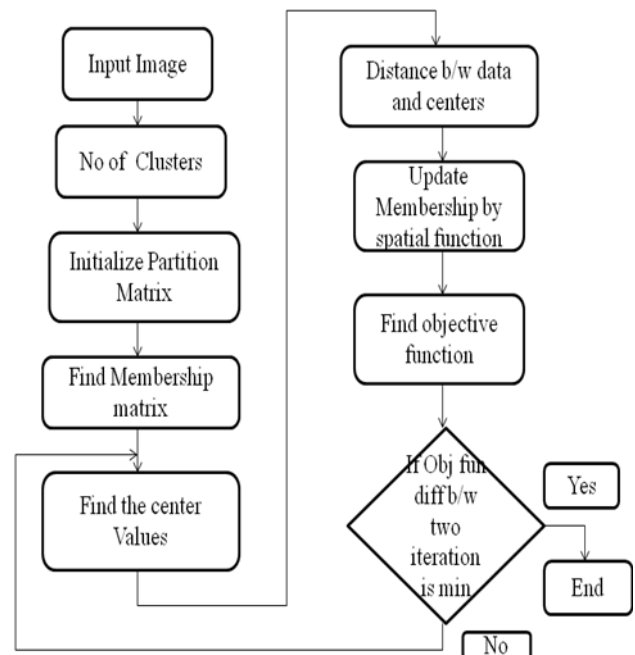 Input Image
No of Clusters
Initialize Partition
Matrix
Find Membership
matrix
Find the center
Values
Distance b/w data
and centers
Update
Membership by
spatial function
Find objective
function
If Obj fun
diff b/w
two
iteration
is min
Yes
End
No